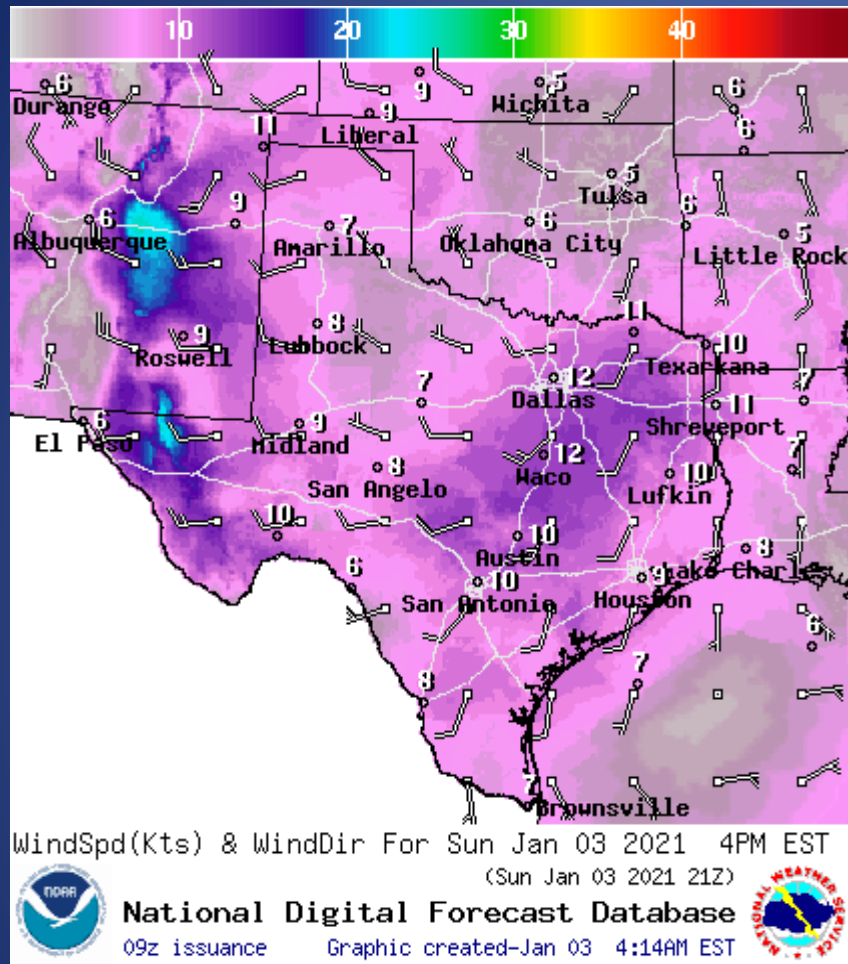 10 20 30 40
6 9 5 6
Durango Wichita
9
Liberal
11 6
5
Tulsa
6 9 7 6 6 5
Albuquerque Amarillo Oklahoma City Little Rock
9 8 11 10
Roswell Lubbock Texarkana
12
7 Dallas 7
11
6 9 Shreveport
El Paso Midland
12 7
8 Waco 10
San Angelo Lufkin
10 10 8
Austin
6 10 9 Lake Charles
San Antonio Houston
6
7
8
7
Brownsville
WindSpd(Kts) & WindDir For Sun Jan 03 2021 4PM EST
(Sun Jan 03 2021 21Z)
NOAA
National Digital Forecast Database
09z issuance Graphic created-Jan 03 4:14AM EST
NATIONAL WEATHER SERVICE